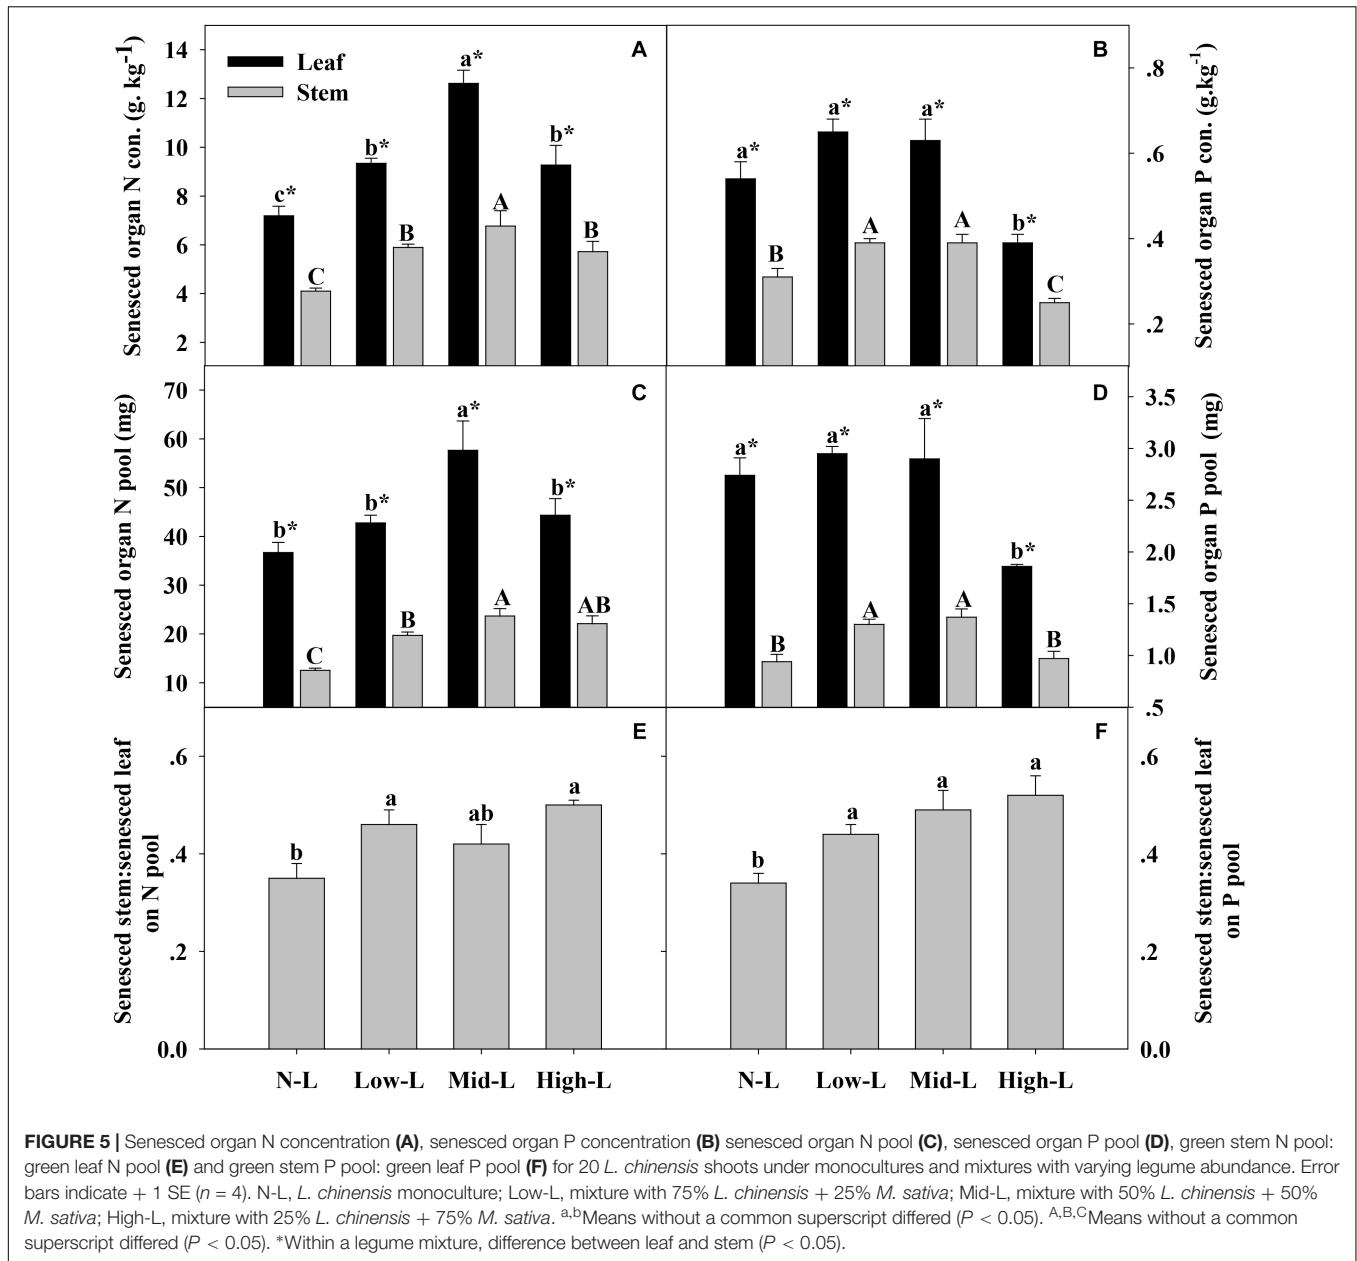 Senesced organ N con. (g. kg-1)
14
12
10
8
6
4
2
Leaf
Stem
A
c*
C
b*
B
a*
A
b*
B
B
a*
B
a*
A
a*
A
b*
C
.8
.6
.4
.2
Senesced organ P con. (g.kg-1)
Senesced organ N pool (mg)
70
60
50
40
30
20
10
C
b*
C
b*
B
a*
A
b*
AB
D
a*
B
a*
A
a*
A
b*
B
3.5
3.0
2.5
2.0
1.5
1.0
.5
Senesced organ P pool (mg)
Senesced stem:senesced leaf
on N pool
.6
.4
.2
0.0
E
b
a
ab
a
F
b
a
a
a
.6
.4
.2
0.0
Senesced stem:senesced leaf
on P pool
N-L Low-L Mid-L High-L
N-L Low-L Mid-L High-L
FIGURE 5 | Senesced organ N concentration (A), senesced organ P concentration (B) senesced organ N pool (C), senesced organ P pool (D), green stem N pool:
green leaf N pool (E) and green stem P pool: green leaf P pool (F) for 20 L. chinensis shoots under monocultures and mixtures with varying legume abundance. Error
bars indicate + 1 SE (n = 4). N-L, L. chinensis monoculture; Low-L, mixture with 75% L. chinensis + 25% M. sativa; Mid-L, mixture with 50% L. chinensis + 50%
M. sativa; High-L, mixture with 25% L. chinensis + 75% M. sativa. a,bMeans without a common superscript differed (P < 0.05). A,B,CMeans without a common
superscript differed (P < 0.05). *Within a legume mixture, difference between leaf and stem (P < 0.05).